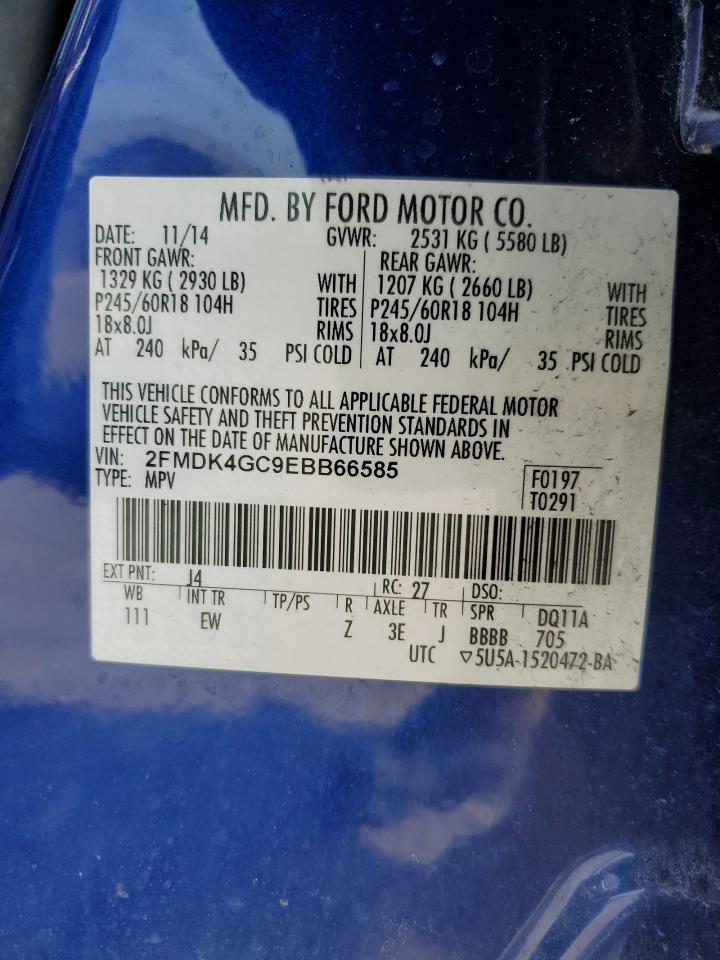 MFD. BY FORD MOTOR CO.
DATE: 11/14 GVWR: 2531 KG ( 5580 LB)
FRONT GAWR: REAR GAWR:
1329 KG ( 2930 LB) WITH 1207 KG ( 2660 LB) WITH
P245/60R18 104H TIRES P245/60R18 104H TIRES
18x8.0J RIMS 18x8.0J RIMS
AT 240 kPa/ 35 PSI COLD AT 240 kPa/ 35 PSI COLD
THIS VEHICLE CONFORMS TO ALL APPLICABLE FEDERAL MOTOR
VEHICLE SAFETY AND THEFT PREVENTION STANDARDS IN
EFFECT ON THE DATE OF MANUFACTURE SHOWN ABOVE.
VIN: 2FMDK4GC9EBB66585
TYPE: MPV F0197
T0291
EXT PNT: J4 RC: 27 DSO:
WB INT TR TP/PS R AXLE TR SPR DQ11A
111 EW Z 3E J BBBB 705
UTC ▽5U5A-1520472-BA